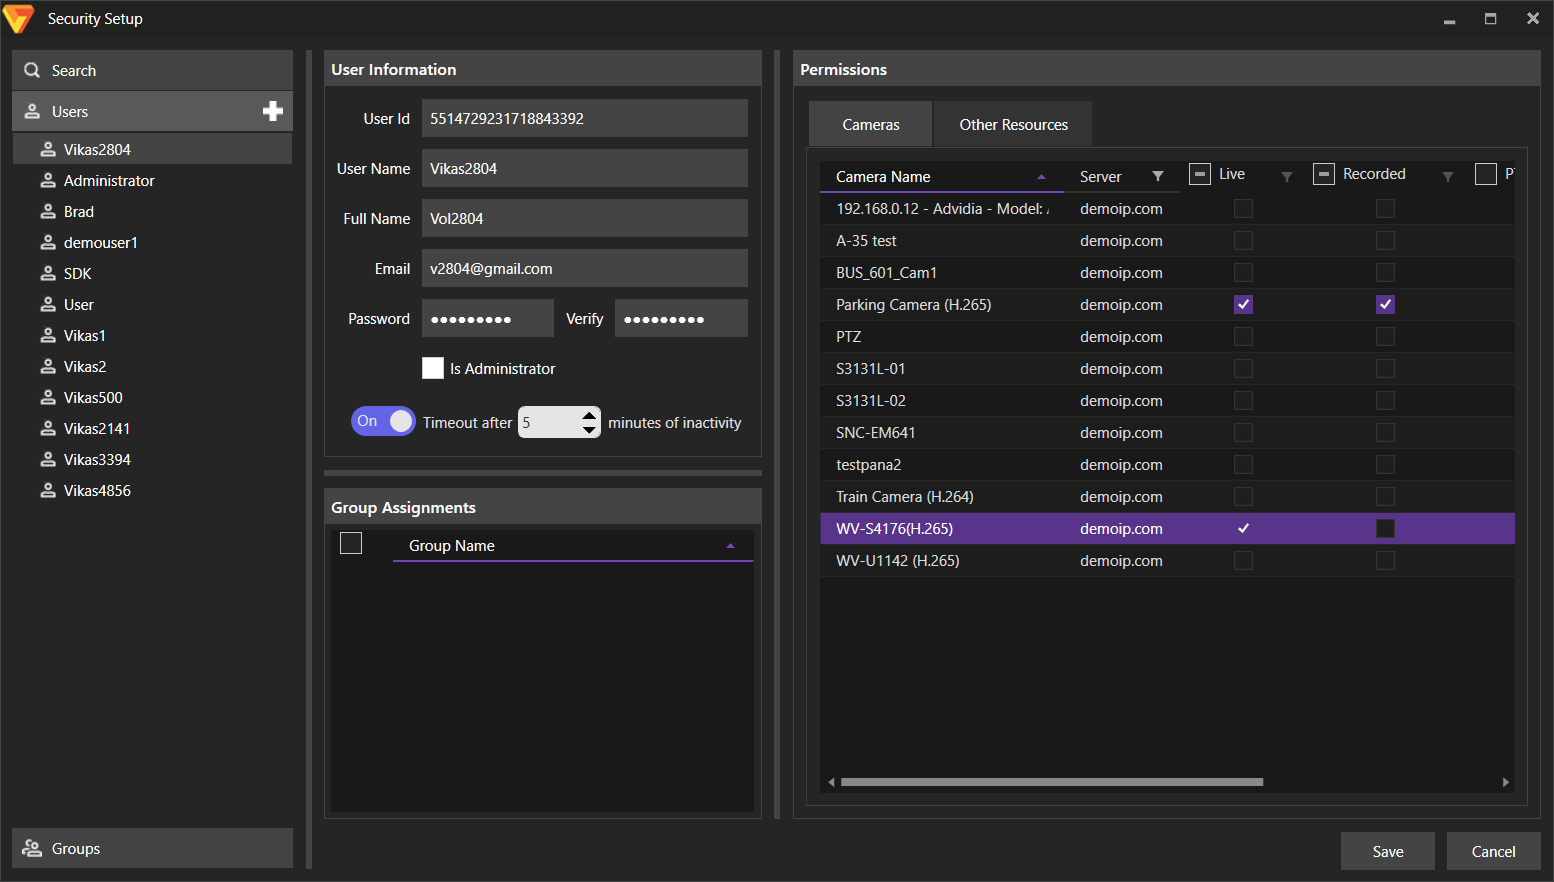 Security Setup
Search
Users
Vikas2804
Administrator
Brad
demouser1
SDK
User
Vikas1
Vikas2
Vikas500
Vikas2141
Vikas3394
Vikas4856
Groups
User Information
User Id 5514729231718843392
User Name Vikas2804
Full Name Vol2804
Email v2804@gmail.com
Password ●●●●●●●●● Verify ●●●●●●●●●
Is Administrator
On Timeout after 5 minutes of inactivity
Group Assignments
Group Name
Permissions
Cameras Other Resources
Camera Name Server Live Recorded
192.168.0.12 - Advidia - Model: demoip.com
A-35 test demoip.com
BUS_601_Cam1 demoip.com
Parking Camera (H.265) demoip.com
PTZ demoip.com
S3131L-01 demoip.com
S3131L-02 demoip.com
SNC-EM641 demoip.com
testpana2 demoip.com
Train Camera (H.264) demoip.com
WV-S4176(H.265) demoip.com
WV-U1142 (H.265) demoip.com
Save Cancel